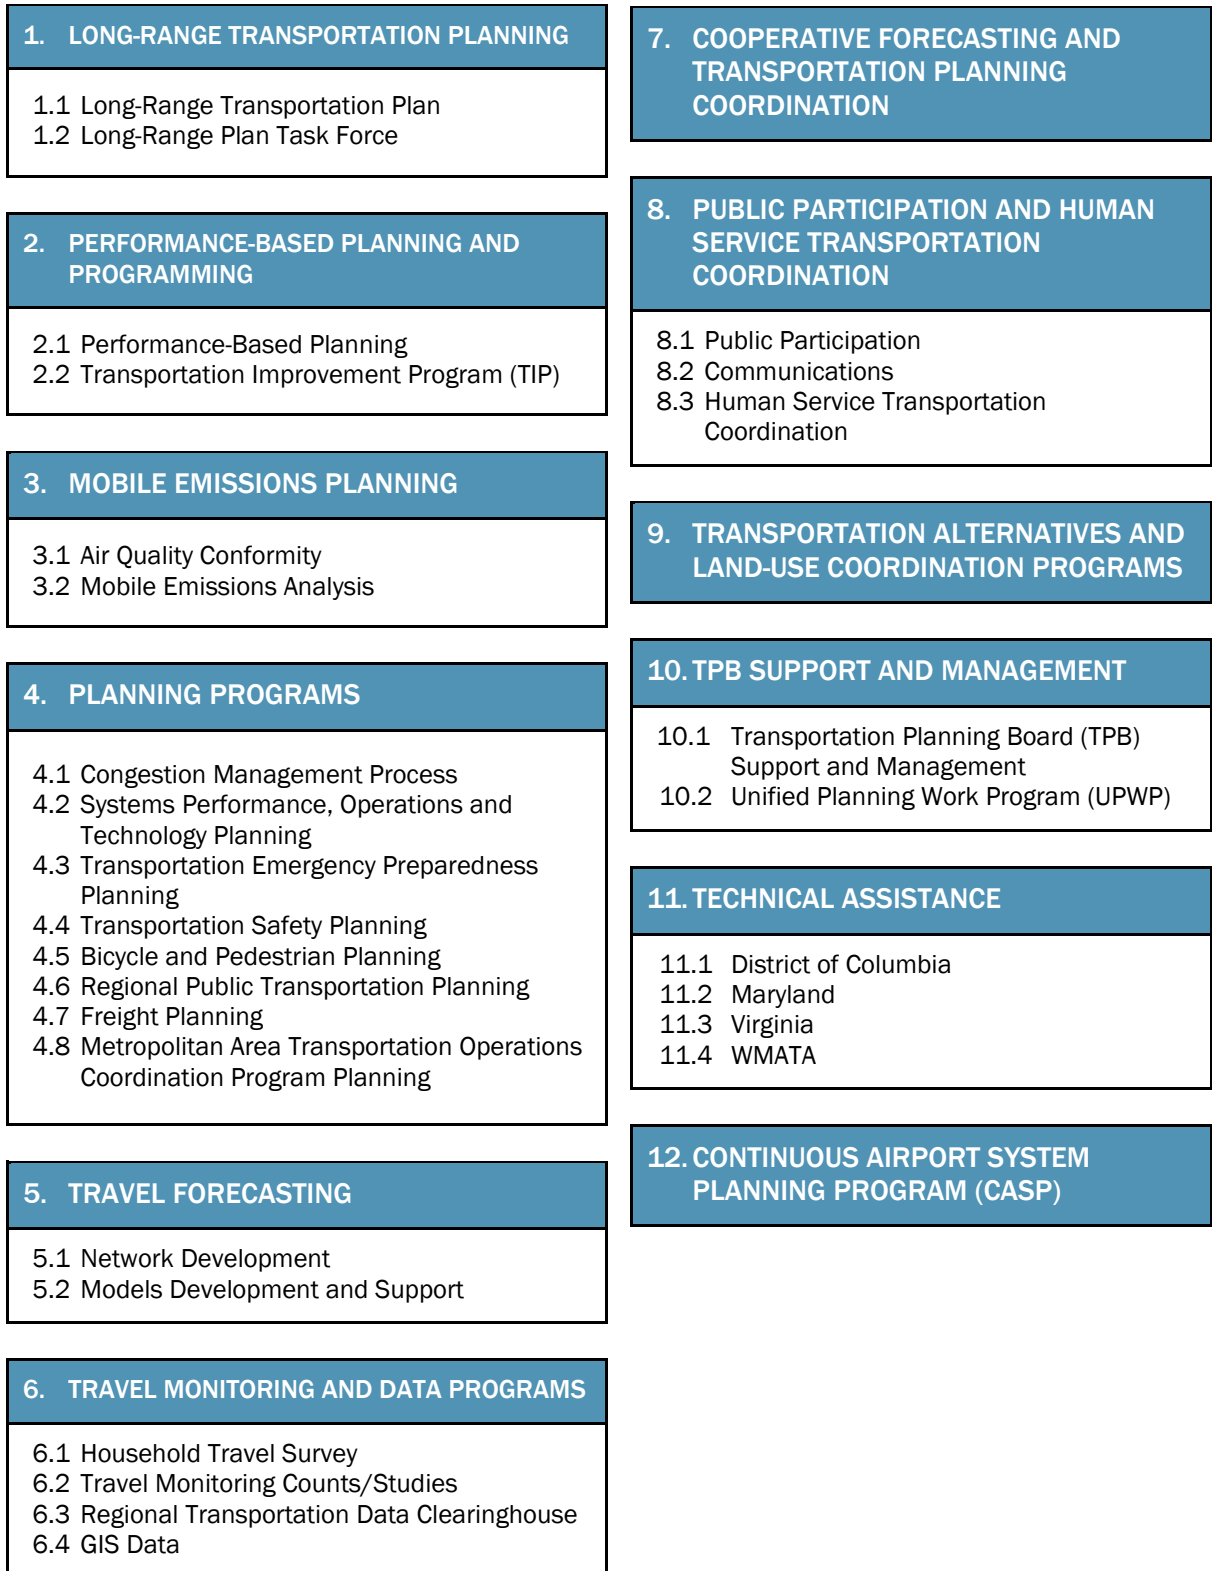 1. LONG-RANGE TRANSPORTATION PLANNING
1.1 Long-Range Transportation Plan
1.2 Long-Range Plan Task Force
2. PERFORMANCE-BASED PLANNING AND
PROGRAMMING
2.1 Performance-Based Planning
2.2 Transportation Improvement Program (TIP)
3. MOBILE EMISSIONS PLANNING
3.1 Air Quality Conformity
3.2 Mobile Emissions Analysis
4. PLANNING PROGRAMS
4.1 Congestion Management Process
4.2 Systems Performance, Operations and
Technology Planning
4.3 Transportation Emergency Preparedness
Planning
4.4 Transportation Safety Planning
4.5 Bicycle and Pedestrian Planning
4.6 Regional Public Transportation Planning
4.7 Freight Planning
4.8 Metropolitan Area Transportation Operations
Coordination Program Planning
5. TRAVEL FORECASTING
5.1 Network Development
5.2 Models Development and Support
6. TRAVEL MONITORING AND DATA PROGRAMS
6.1 Household Travel Survey
6.2 Travel Monitoring Counts/Studies
6.3 Regional Transportation Data Clearinghouse
6.4 GIS Data
7. COOPERATIVE FORECASTING AND
TRANSPORTATION PLANNING
COORDINATION
8. PUBLIC PARTICIPATION AND HUMAN
SERVICE TRANSPORTATION
COORDINATION
8.1 Public Participation
8.2 Communications
8.3 Human Service Transportation
Coordination
9. TRANSPORTATION ALTERNATIVES AND
LAND-USE COORDINATION PROGRAMS
10. TPB SUPPORT AND MANAGEMENT
10.1 Transportation Planning Board (TPB)
Support and Management
10.2 Unified Planning Work Program (UPWP)
11. TECHNICAL ASSISTANCE
11.1 District of Columbia
11.2 Maryland
11.3 Virginia
11.4 WMATA
12. CONTINUOUS AIRPORT SYSTEM
PLANNING PROGRAM (CASP)